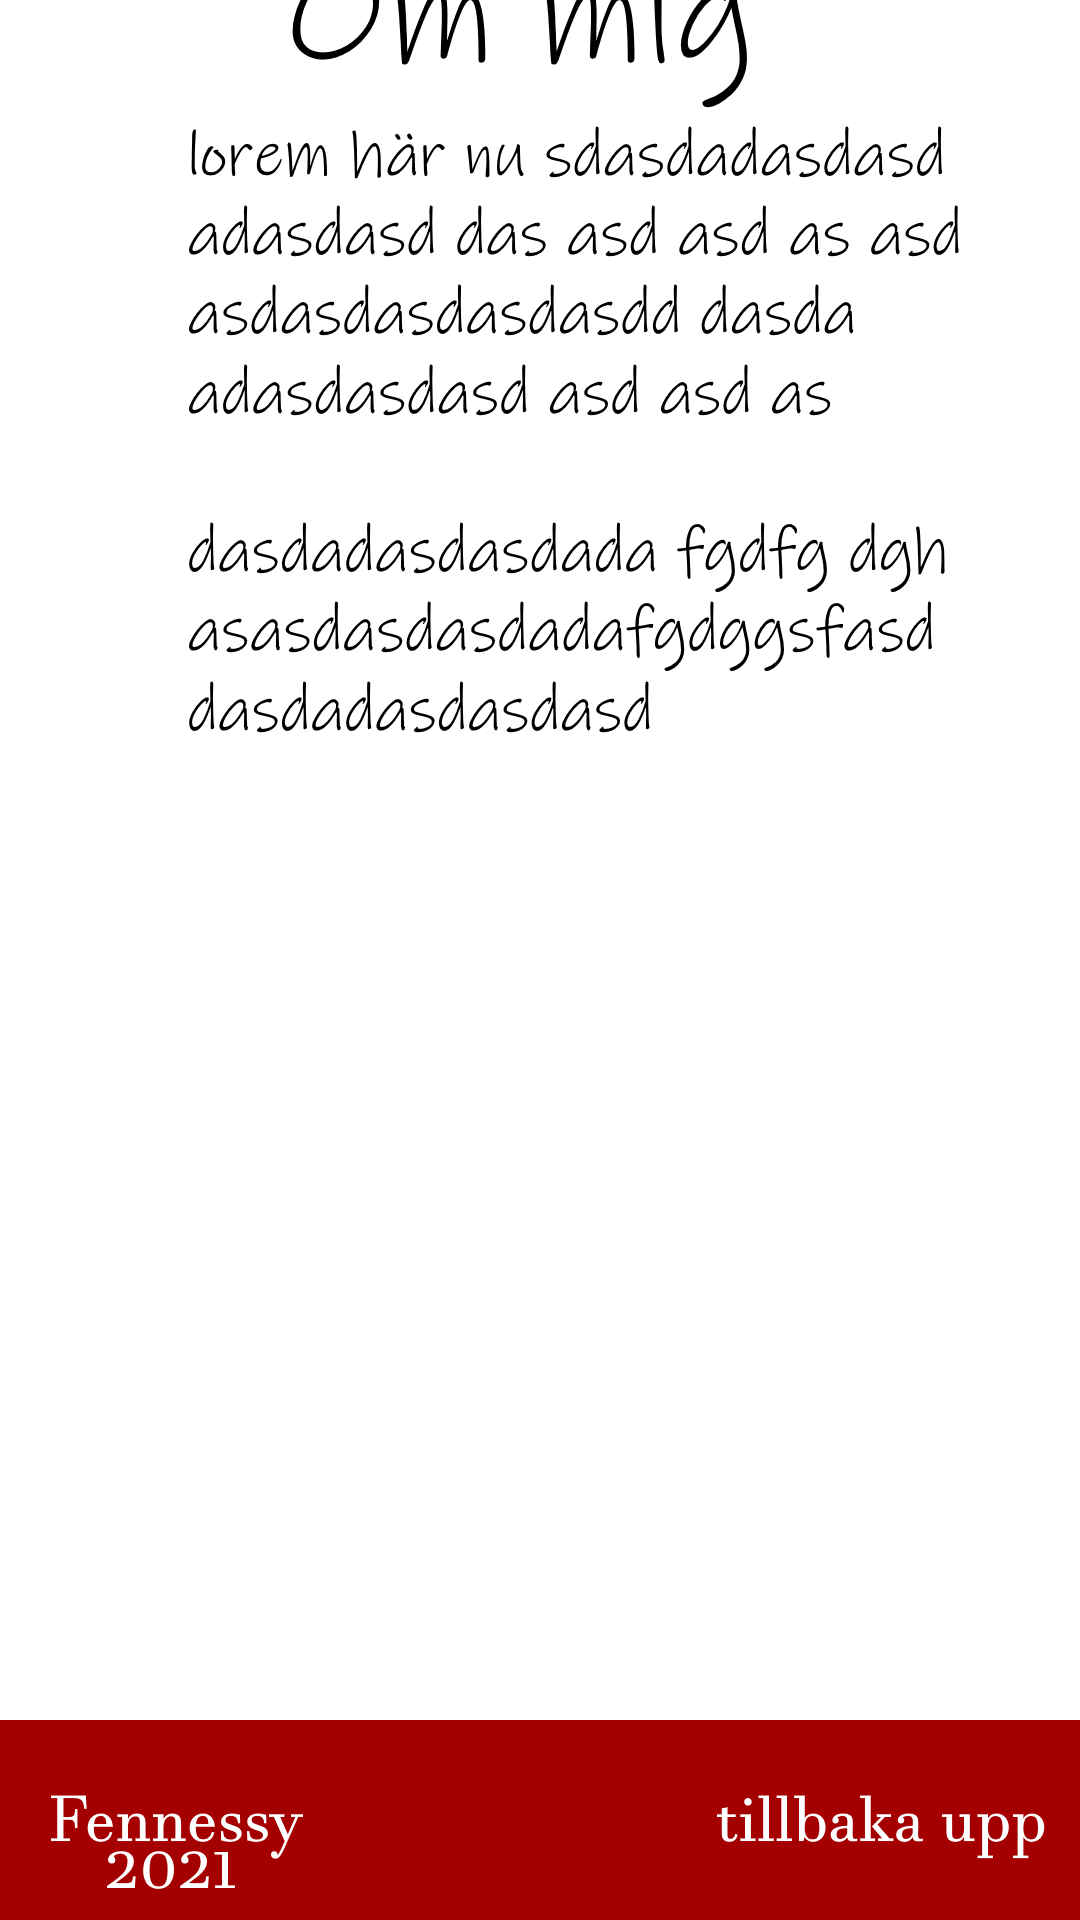 Om mig
lorem här nu sdasdadasdasd
adasdasd das asd asd as asd
asdasdasdasdasdd dasda
adasdasdasd asd asd as
dasdadasdasdada fgdfg dgh
asasdasdasdadafgdggsfasd
dasdadasdasdasd
Fennessy
2021
tillbaka upp